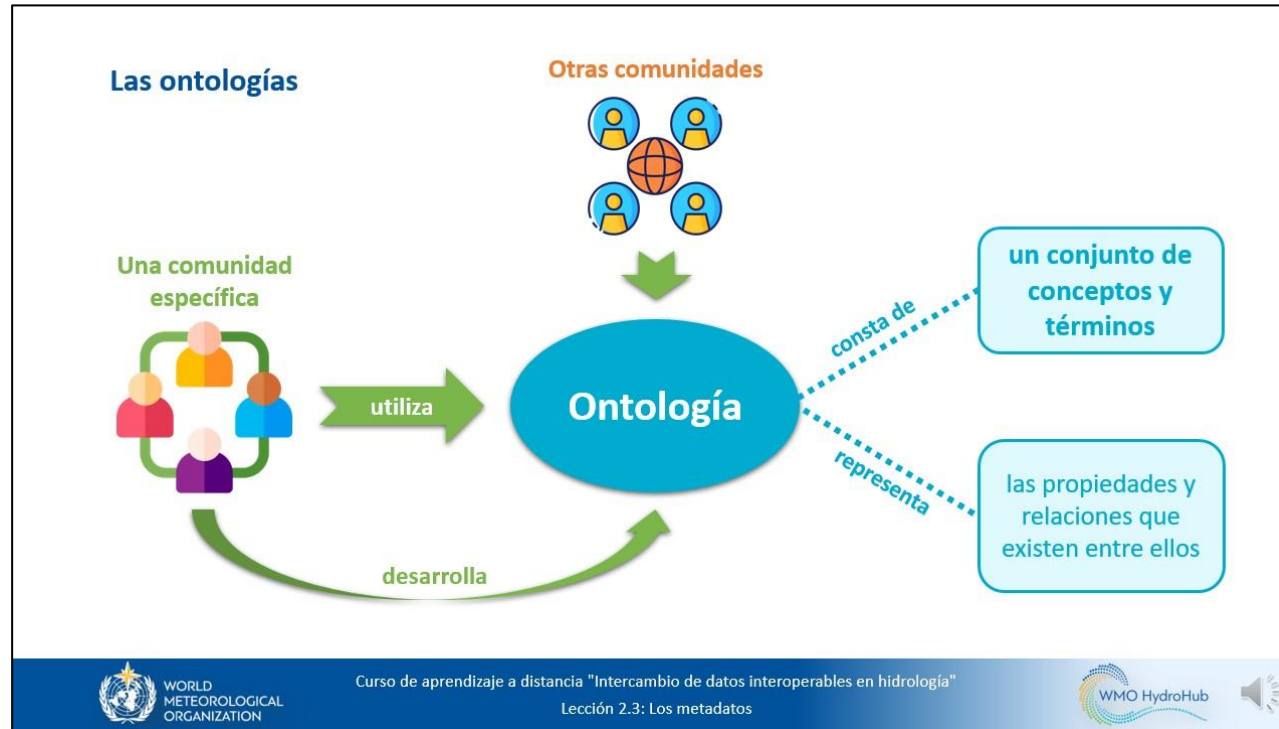 Las ontologías
Otras comunidades
Una comunidad
específica
utiliza
desarrolla
Ontología
consta de
un conjunto de
conceptos y
términos
representa
las propiedades y
relaciones que
existen entre ellos
WORLD
METEOROLOGICAL
ORGANIZATION
Curso de aprendizaje a distancia "Intercambio de datos interoperables en hidrología"
Lección 2.3: Los metadatos
WMO HydroHub